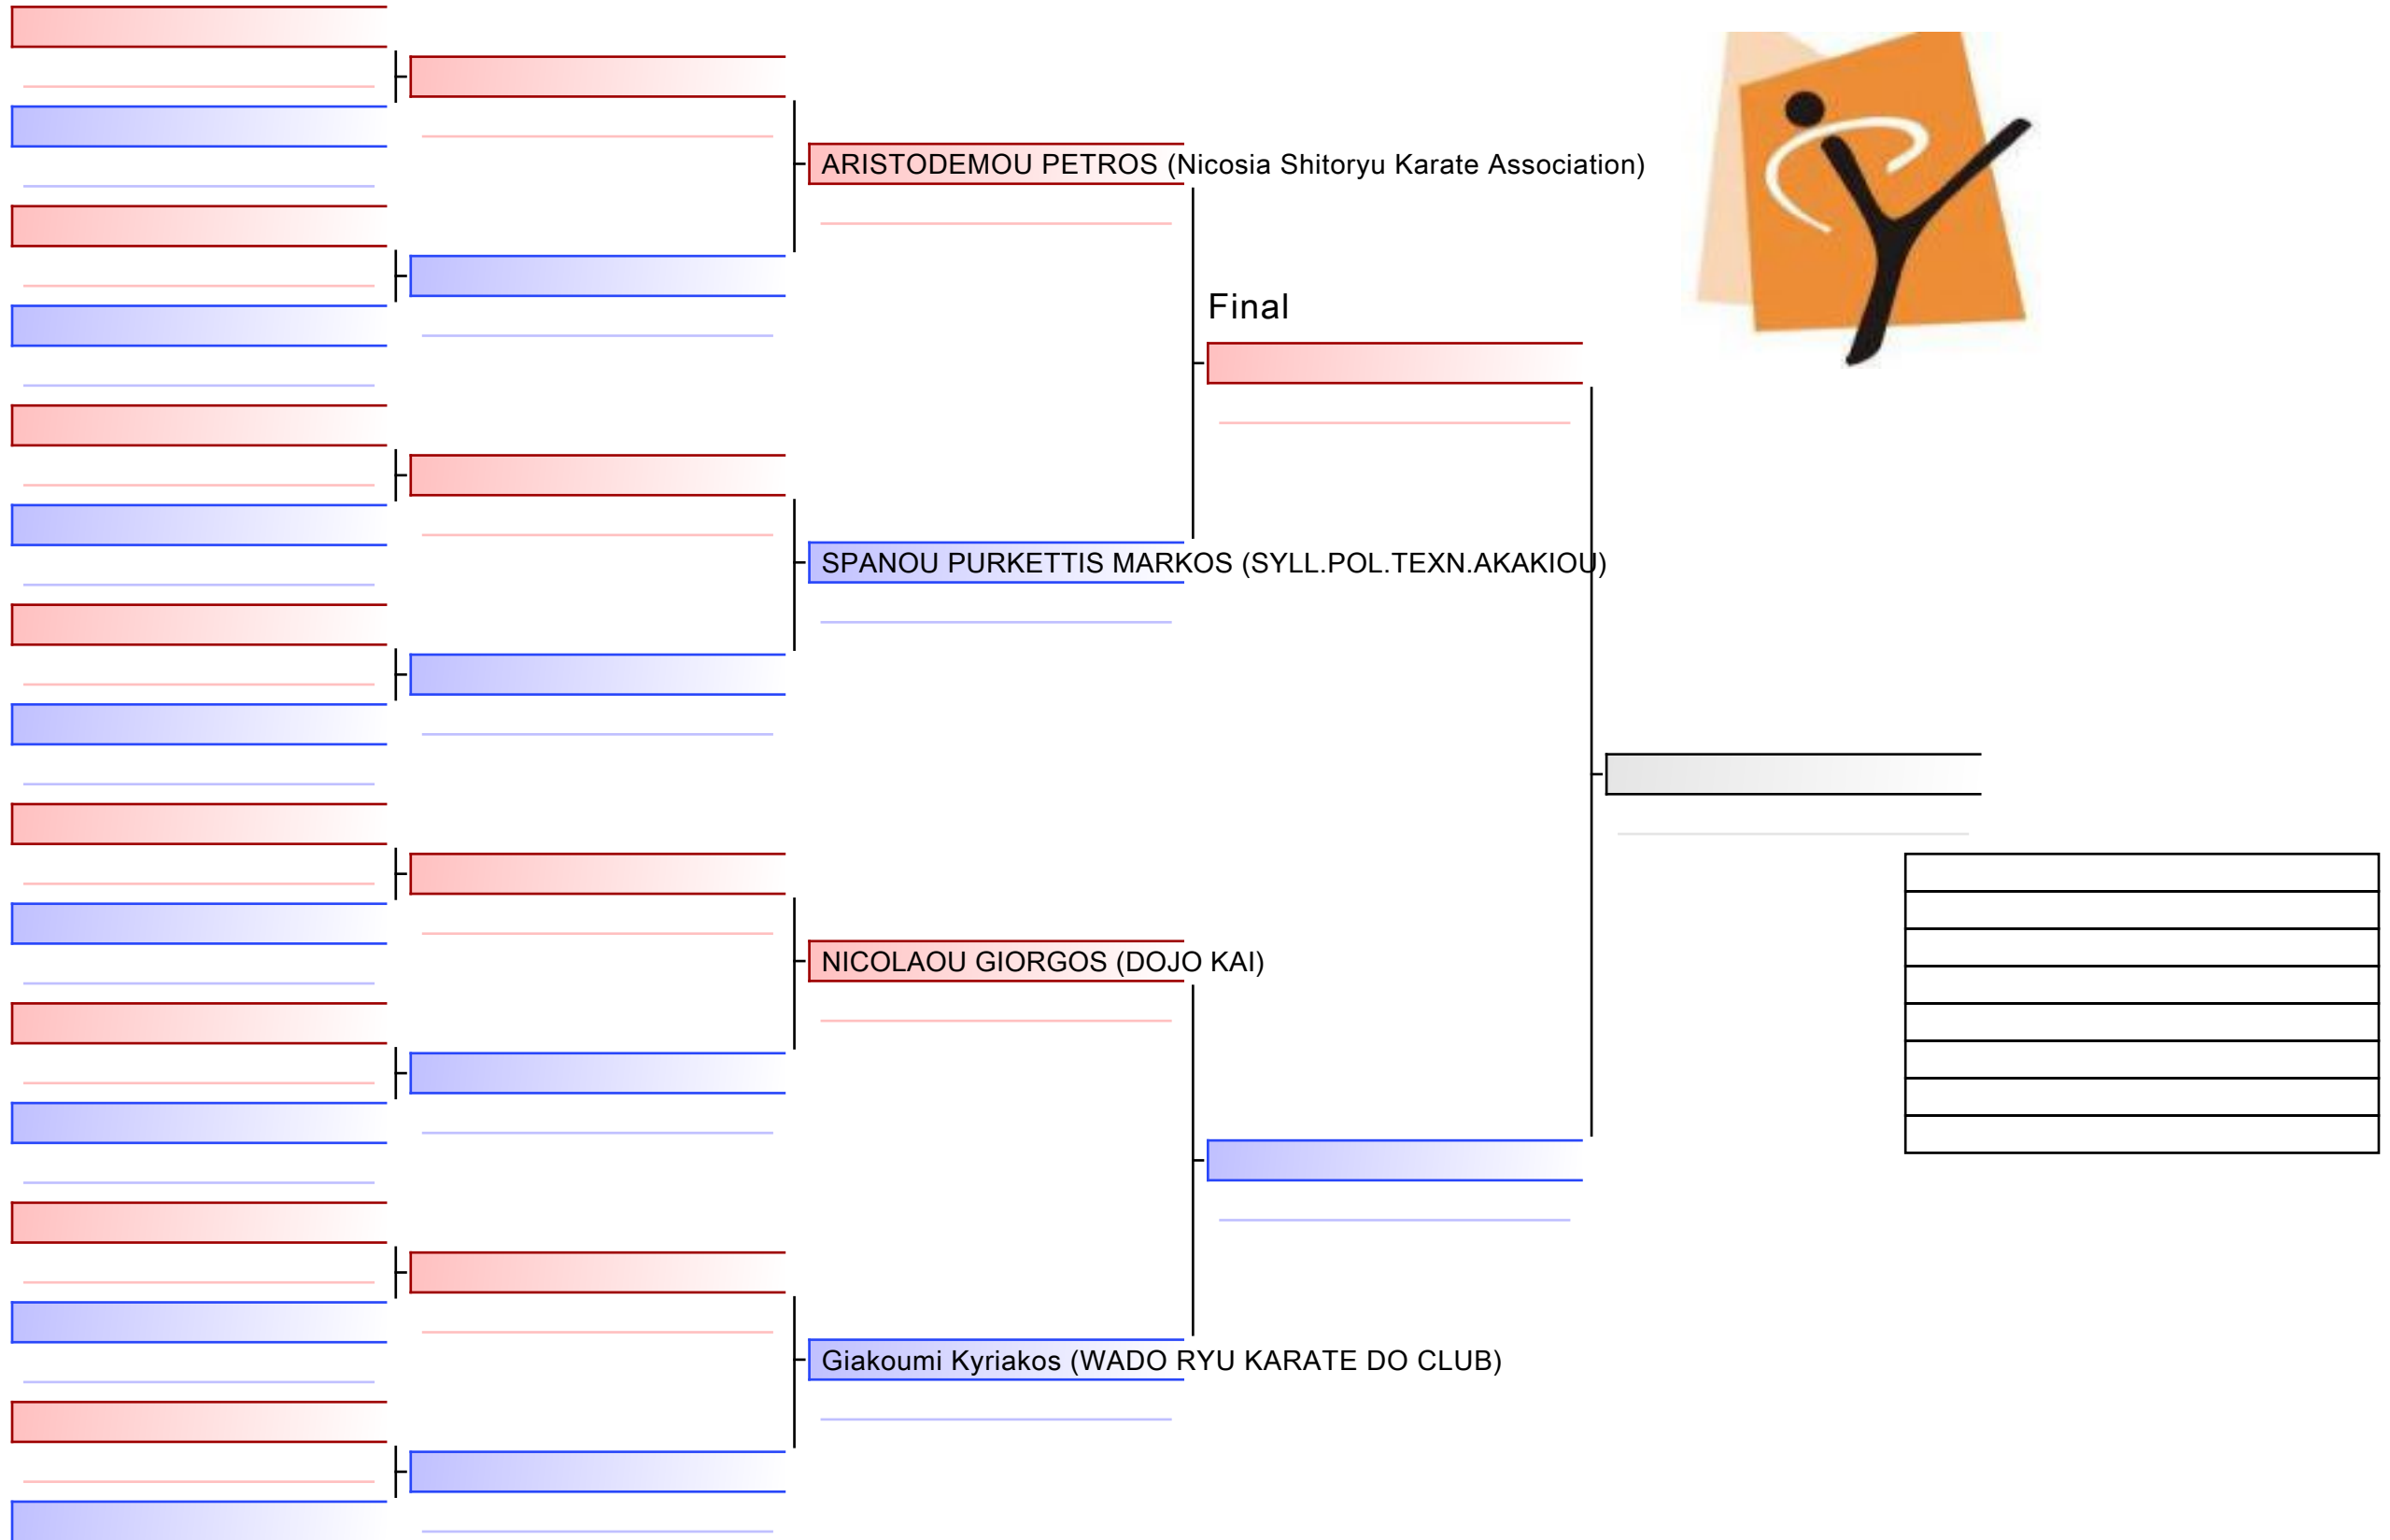 ARISTODEMOU PETROS (Nicosia Shitoryu Karate Association)
Final
SPANOU PURKETTIS MARKOS (SYLL.POL.TEXN.AKAKIOU)
NICOLAOU GIORGOS (DOJO KAI)
Giakoumi Kyriakos (WADO RYU KARATE DO CLUB)